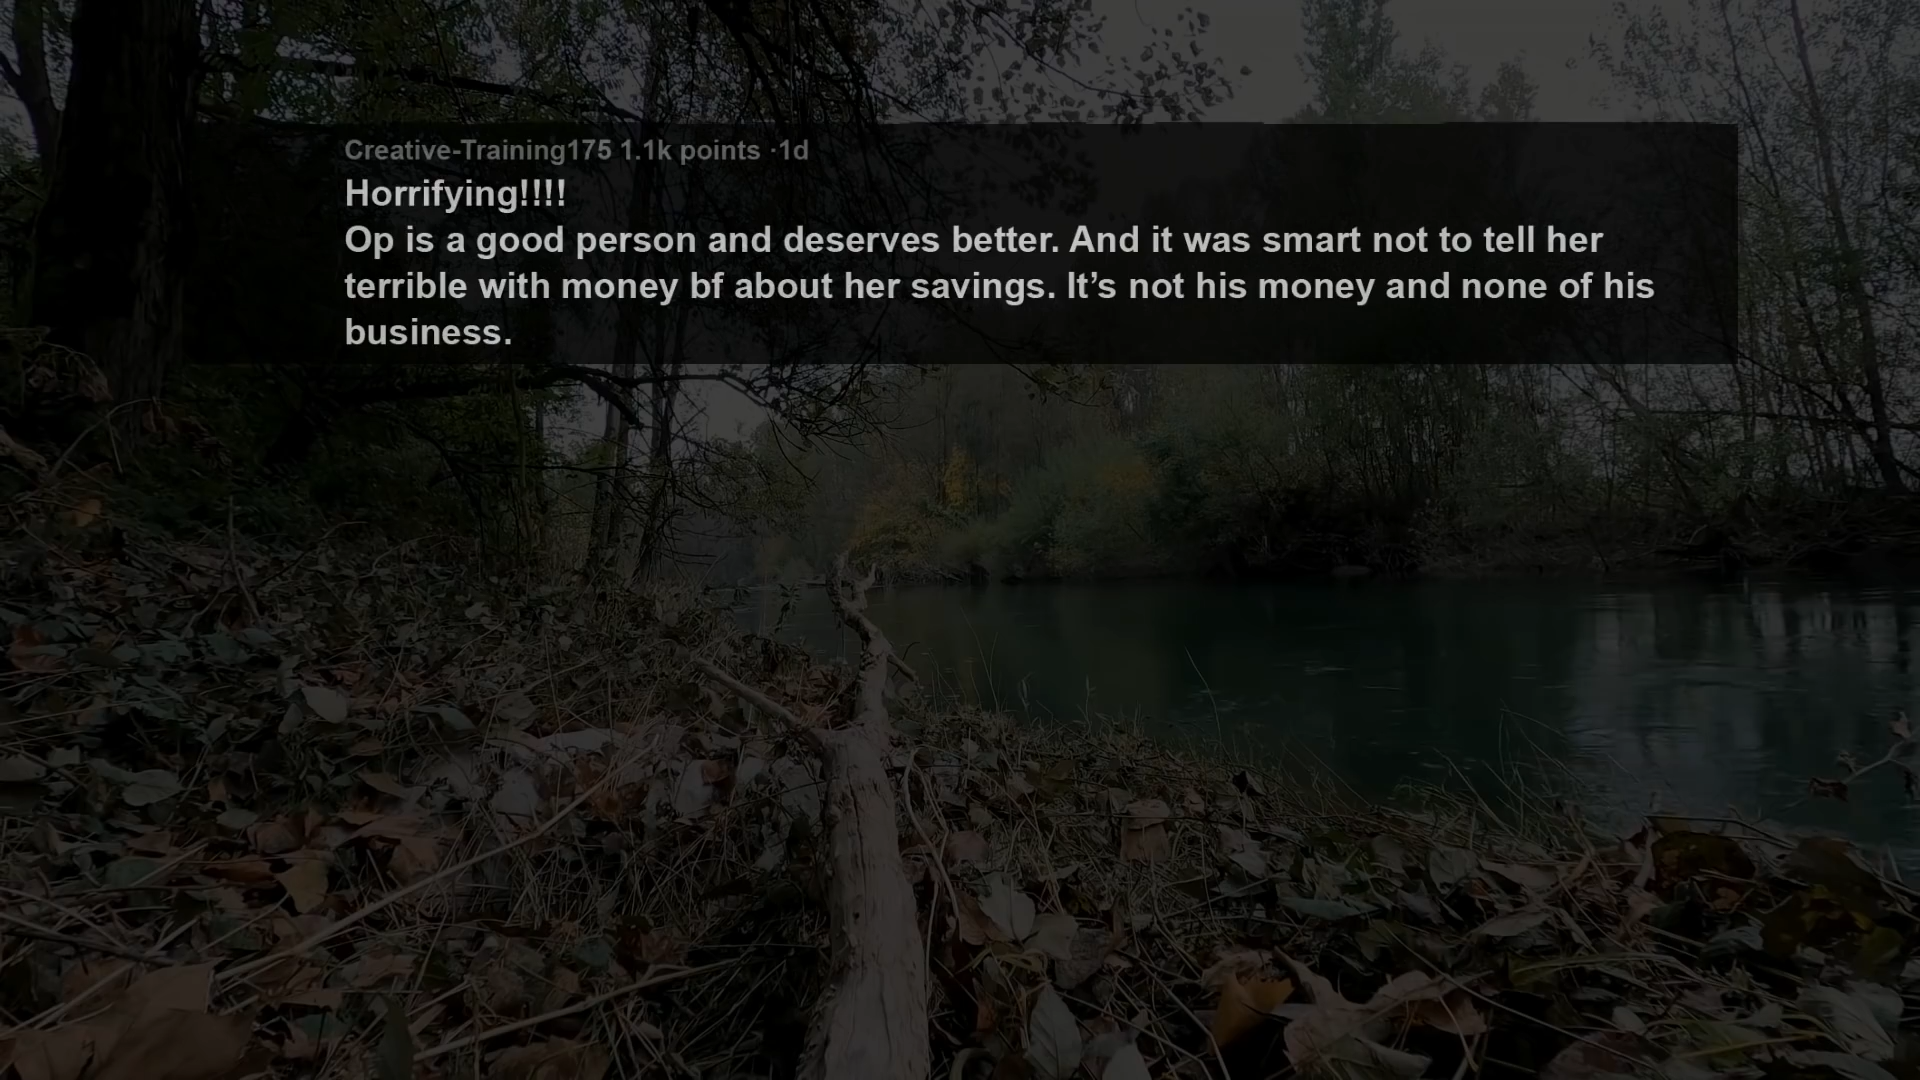 Creative-Training175 1.1k points ·1d
Horrifying!!!!
Op is a good person and deserves better. And it was smart not to tell her
terrible with money bf about her savings. It’s not his money and none of his
business.